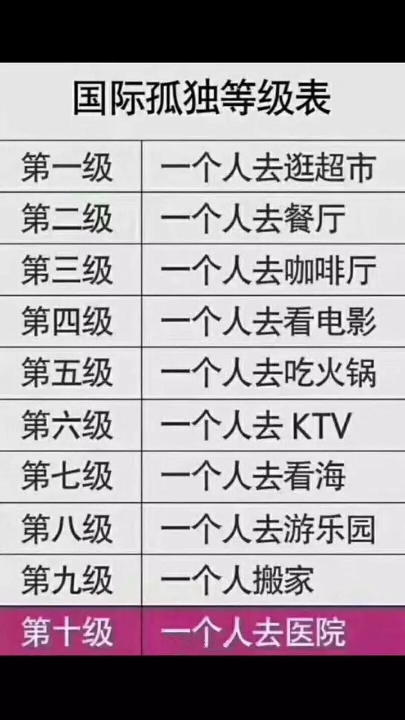 国际孤独等级表
第一级 一个人去逛超市
第二级 一个人去餐厅
第三级 一个人去咖啡厅
第四级 一个人去看电影
第五级 一个人去吃火锅
第六级 一个人去 KTV
第七级 一个人去看海
第八级 一个人去游乐园
第九级 一个人搬家
第十级 一个人去医院